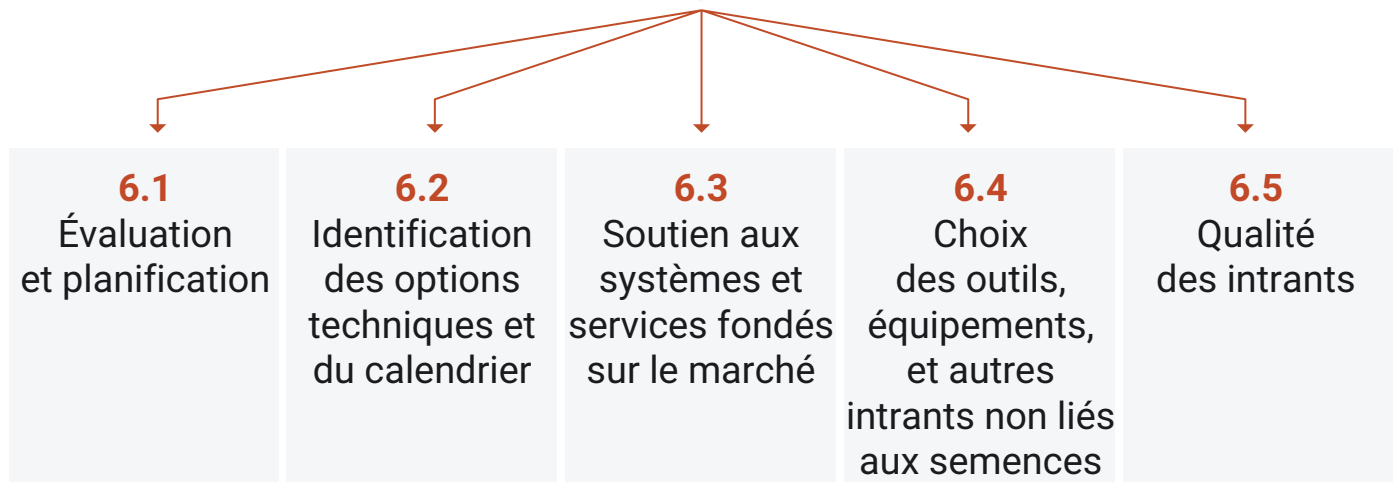 6.1
Évaluation
et planification
6.2
Identification
des options
techniques et
du calendrier
6.3
Soutien aux
systèmes et
services fondés
sur le marché
6.4
Choix
des outils,
équipements,
et autres
intrants non liés
aux semences
6.5
Qualité
des intrants